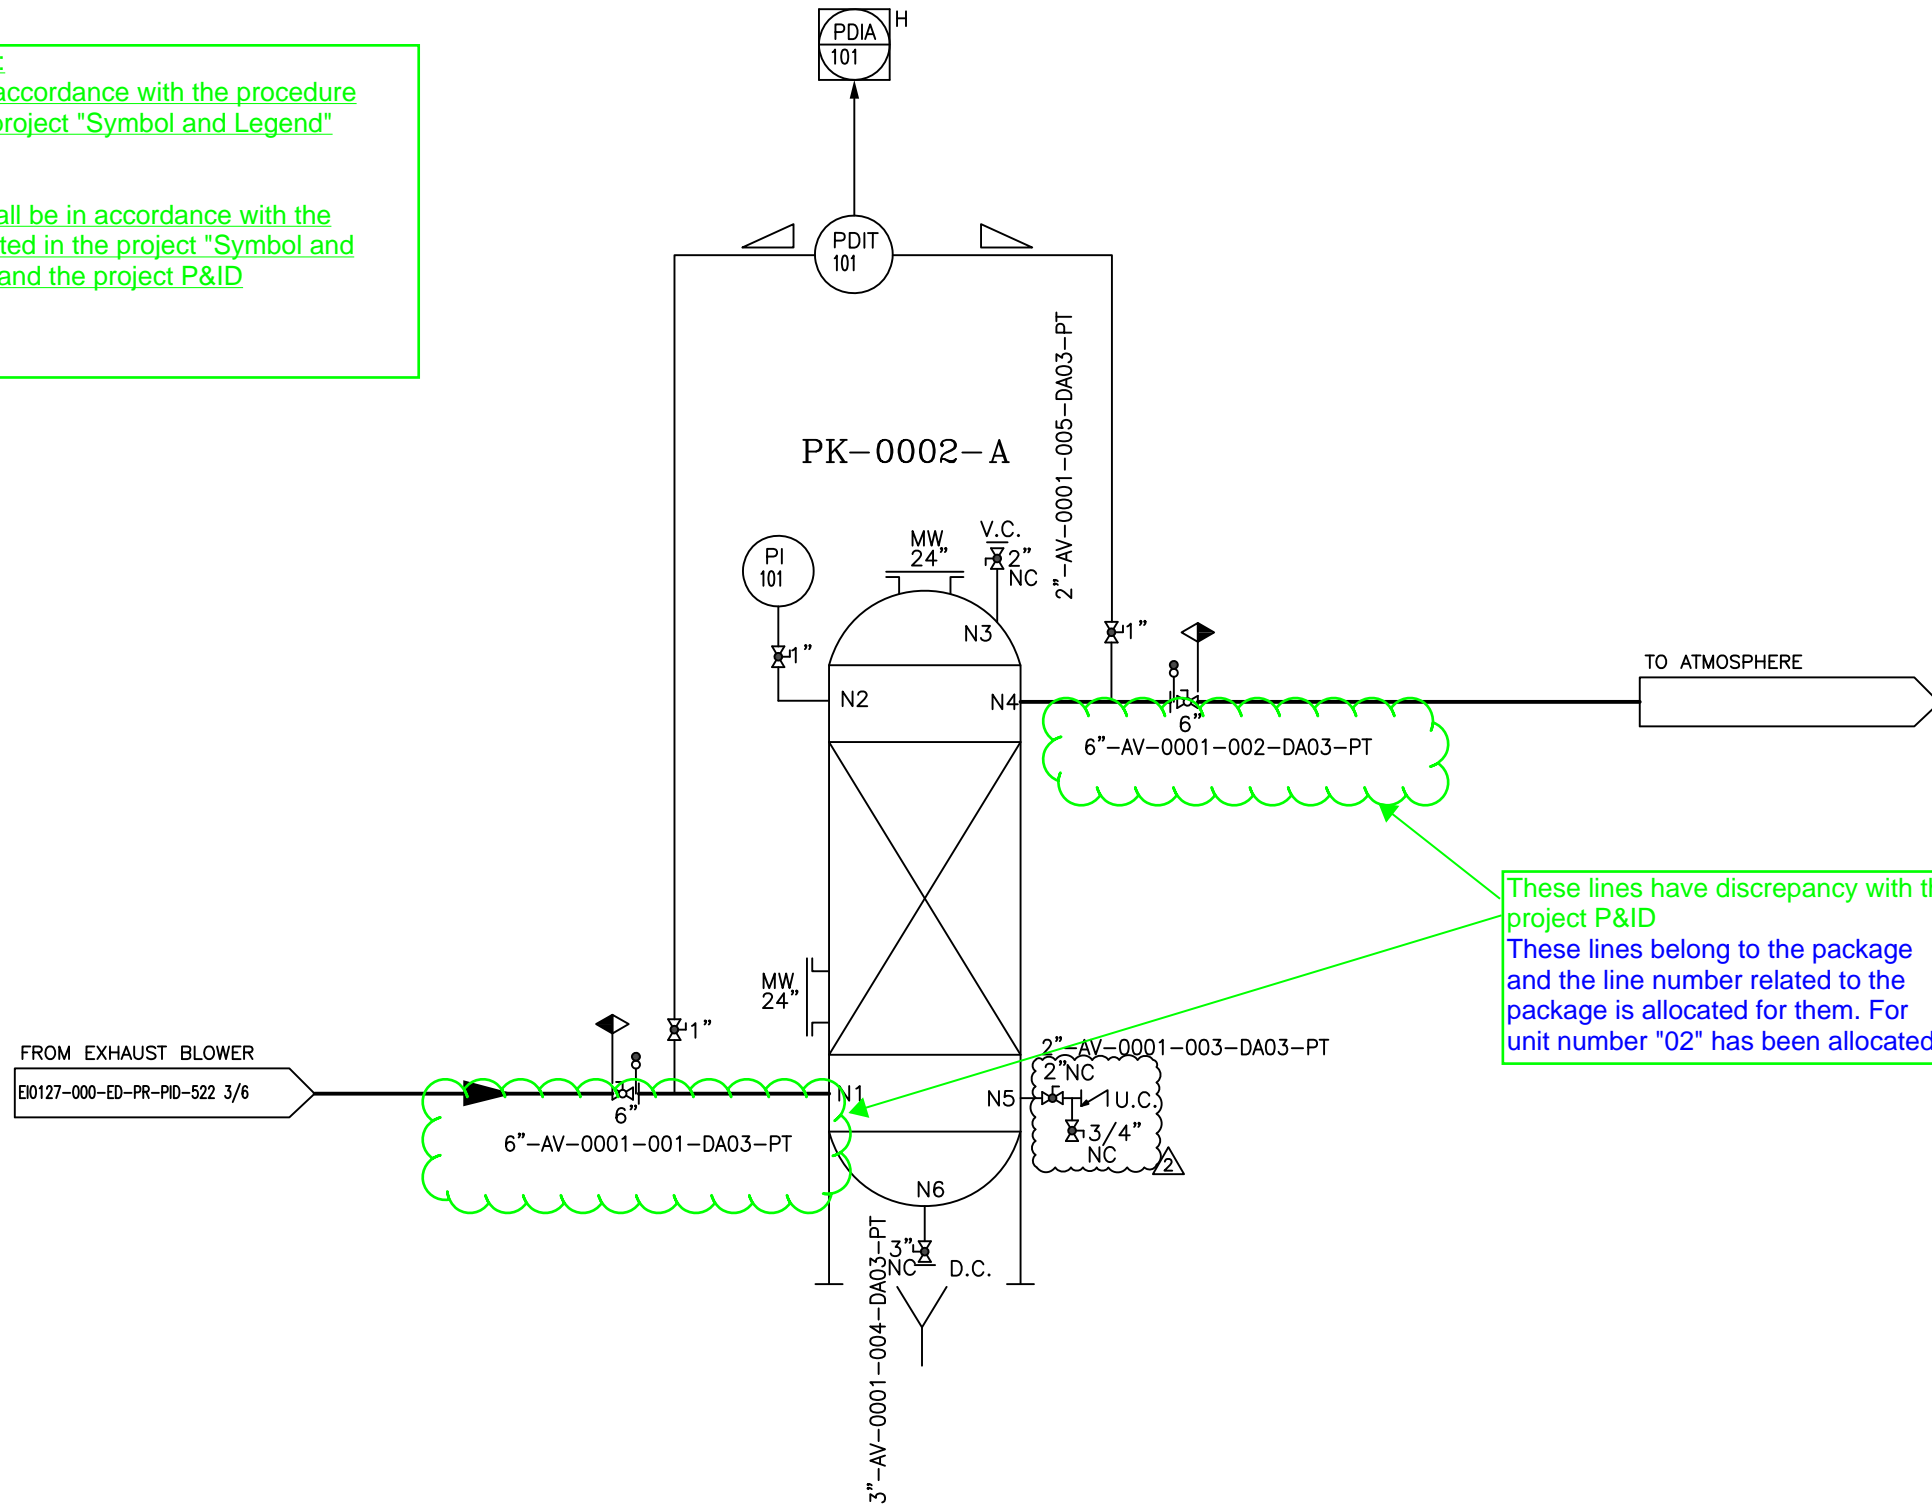 PDIA
101
H
:
accordance with the procedure
project "Symbol and Legend"
all be in accordance with the
ted in the project "Symbol and
and the project P&ID
PDIT
101
2"-AV-0001-005-DA03-PT
PK-0002-A
PI
101
MW
24"
V.C.
2"
NC
N3
1"
1"
N2
N4
TO ATMOSPHERE
6"
6"-AV-0001-002-DA03-PT
These lines have discrepancy with th
project P&ID
These lines belong to the package
and the line number related to the
package is allocated for them. For
unit number "02" has been allocated
MW
24"
1"
FROM EXHAUST BLOWER
EI0127-000-ED-PR-PID-522 3/6
N1
6"
6"-AV-0001-001-DA03-PT
2"-AV-0001-003-DA03-PT
2"NC
N5
U.C.
3/4"
NC
2
N6
3"
NC
D.C.
3"-AV-0001-004-DA03-PT